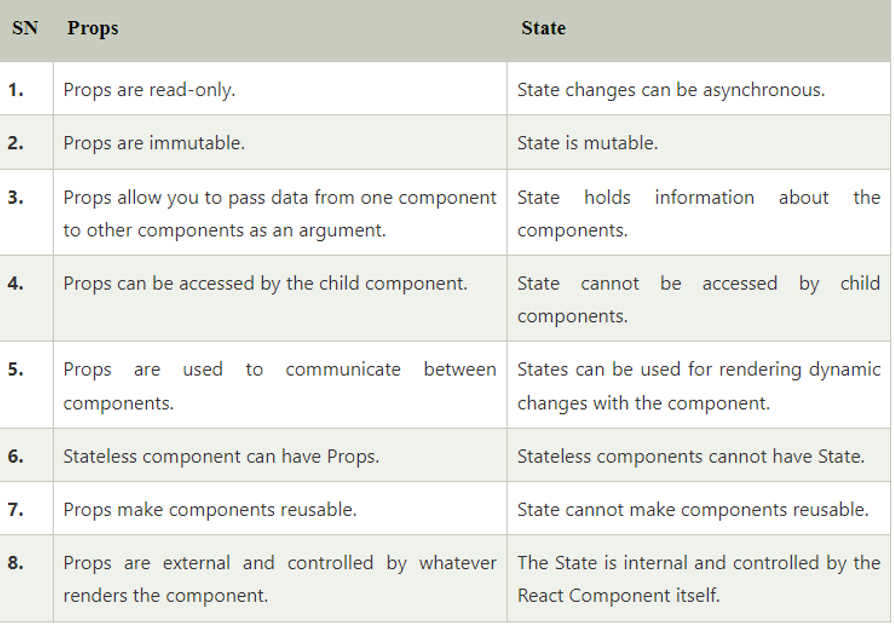 SN Props State
1. Props are read-only. State changes can be asynchronous.
2. Props are immutable. State is mutable.
3. Props allow you to pass data from one component State holds information about the
to other components as an argument. components.
4. Props can be accessed by the child component. State cannot be accessed by child
components.
5. Props are used to communicate between States can be used for rendering dynamic
components. changes with the component.
6. Stateless component can have Props. Stateless components cannot have State.
7. Props make components reusable. State cannot make components reusable.
8. Props are external and controlled by whatever The State is internal and controlled by the
renders the component. React Component itself.